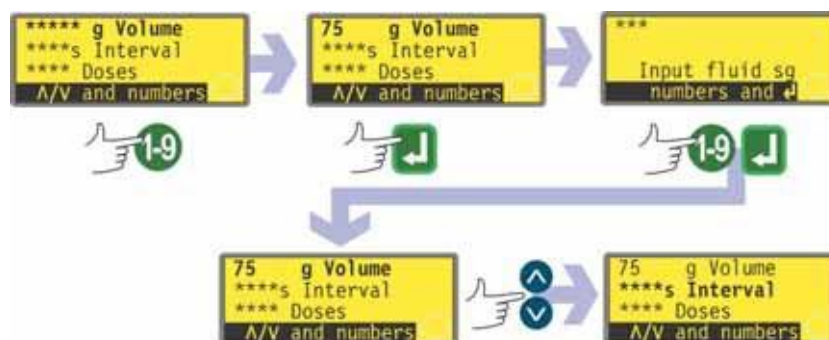 ***** g Volume
****s Interval
**** Doses
Λ/V and numbers
75 g Volume
****s Interval
**** Doses
Λ/V and numbers
***
Input fluid sg
numbers and ↲
1-9
1-9
75 g Volume
****s Interval
**** Doses
Λ/V and numbers
75 g Volume
****s Interval
**** Doses
Λ/V and numbers